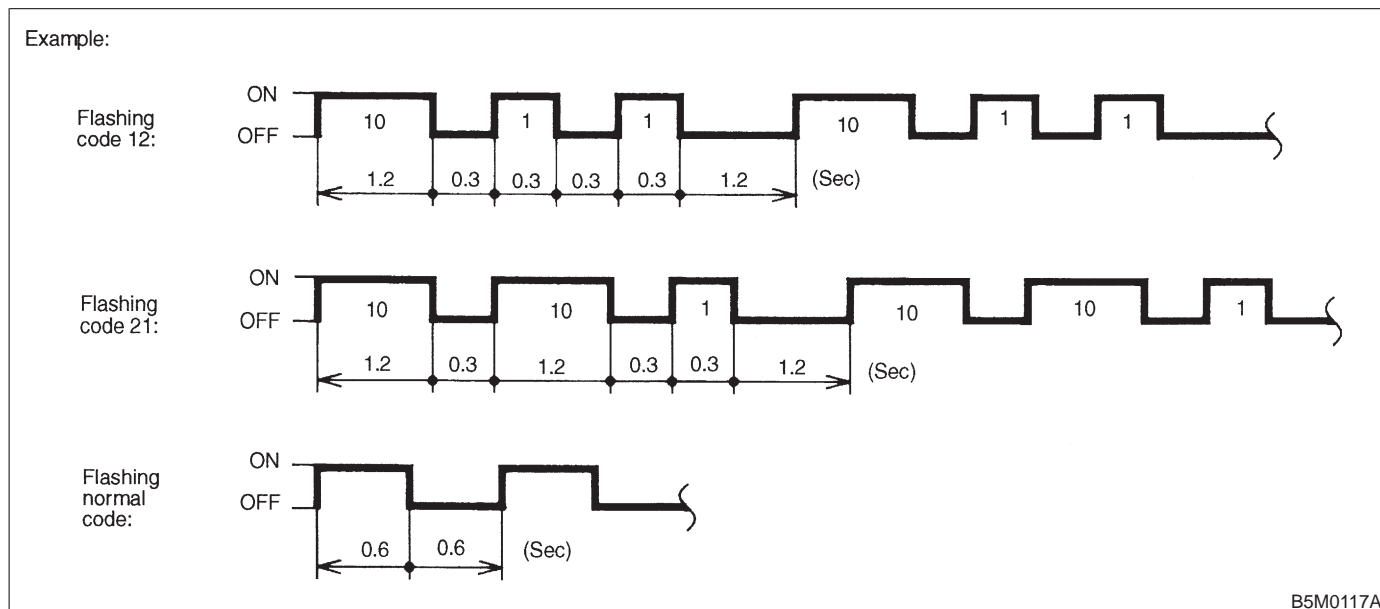 Example:
Flashing
code 12:
ON
OFF
10
1
1
10
1
1
1.2
0.3
0.3
0.3
0.3
1.2
(Sec)
Flashing
code 21:
ON
OFF
10
10
1
10
10
1
1.2
0.3
1.2
0.3
0.3
1.2
(Sec)
Flashing
normal
code:
ON
OFF
0.6
0.6
(Sec)
B5M0117A